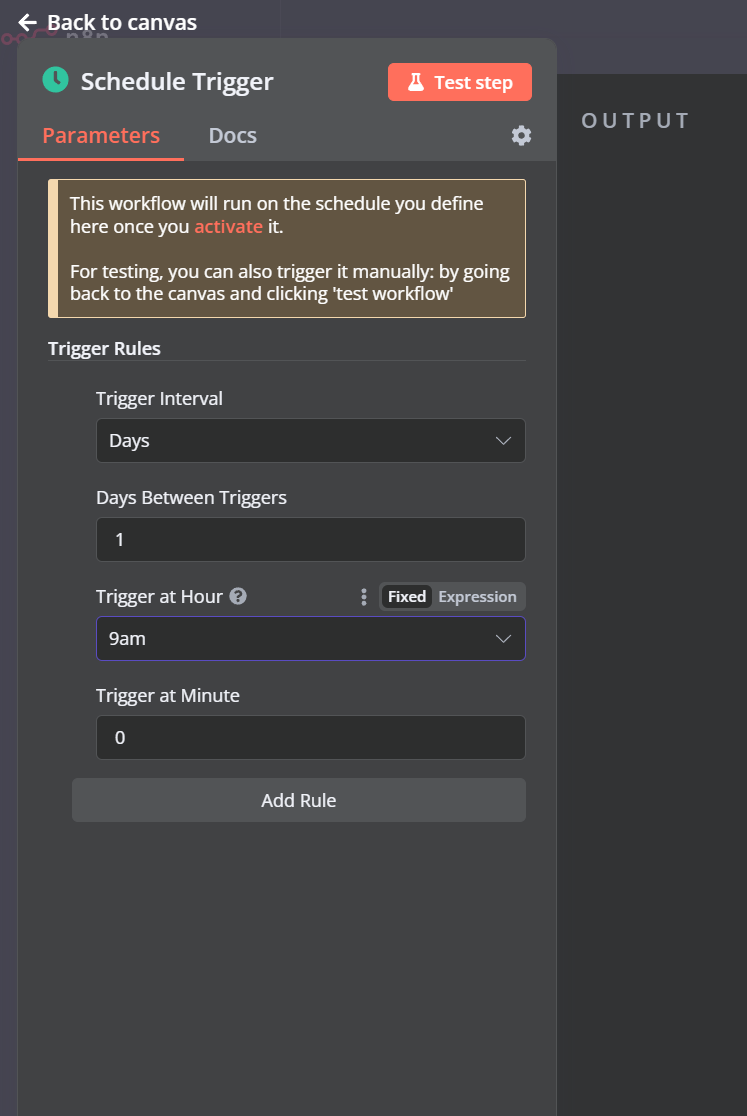 Back to canvas
n8n
Schedule Trigger
Test step
Parameters
Docs
OUTPUT
This workflow will run on the schedule you define
here once you activate it.
For testing, you can also trigger it manually: by going
back to the canvas and clicking 'test workflow'
Trigger Rules
Trigger Interval
Days
Days Between Triggers
1
Trigger at Hour
Fixed
Expression
9am
Trigger at Minute
0
Add Rule